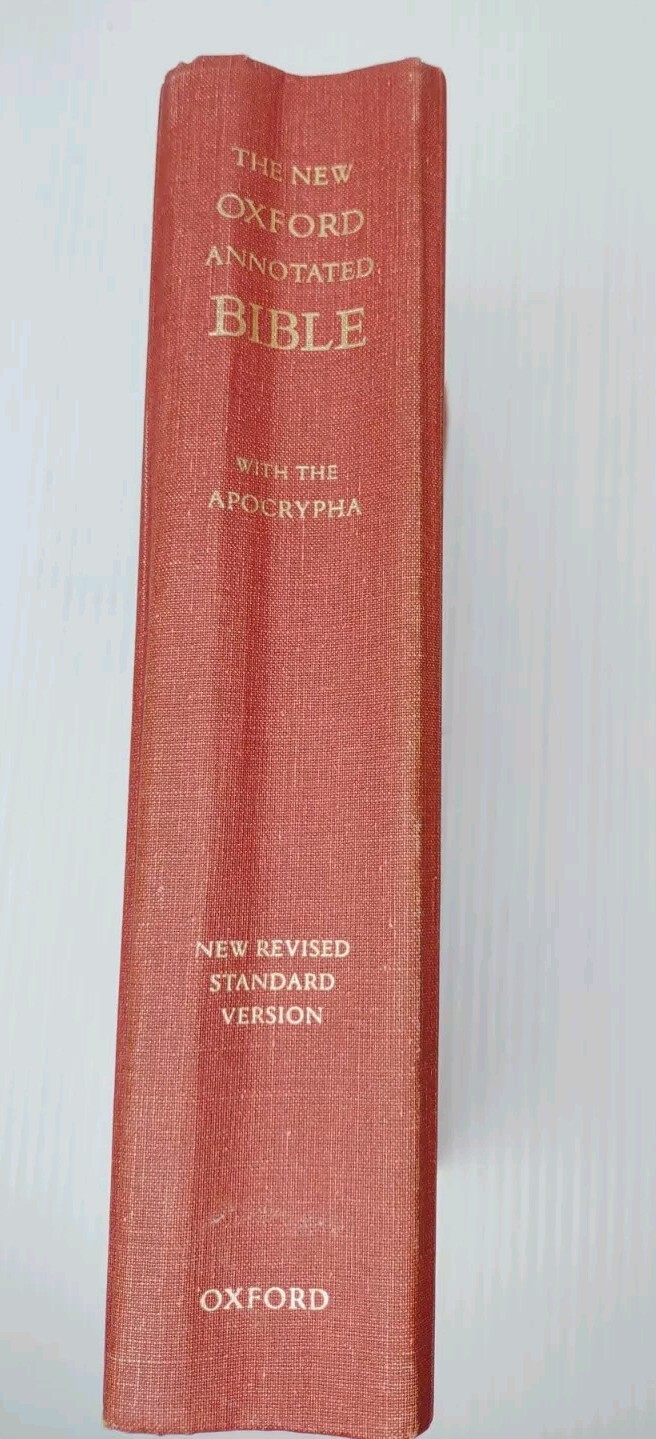 THE NEW
OXFORD
ANNOTATED
BIBLE
WITH THE
APOCRYPHA
NEW REVISED
STANDARD
VERSION
OXFORD